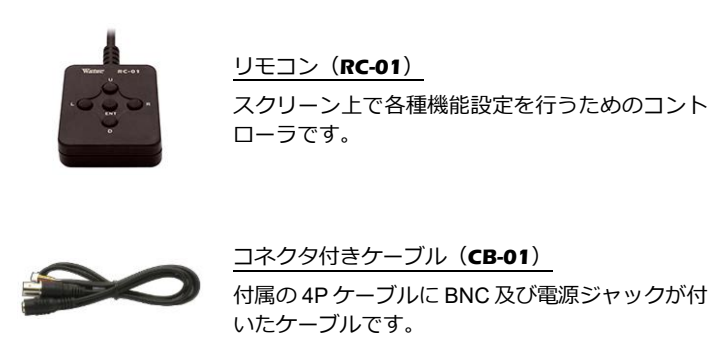 Watec RC-01
U
L
R
ENT
D
リモコン（RC-01）
スクリーン上で各種機能設定を行うためのコント
ローラです。
コネクタ付きケーブル（CB-01）
付属の 4P ケーブルに BNC 及び電源ジャックが付
いたケーブルです。